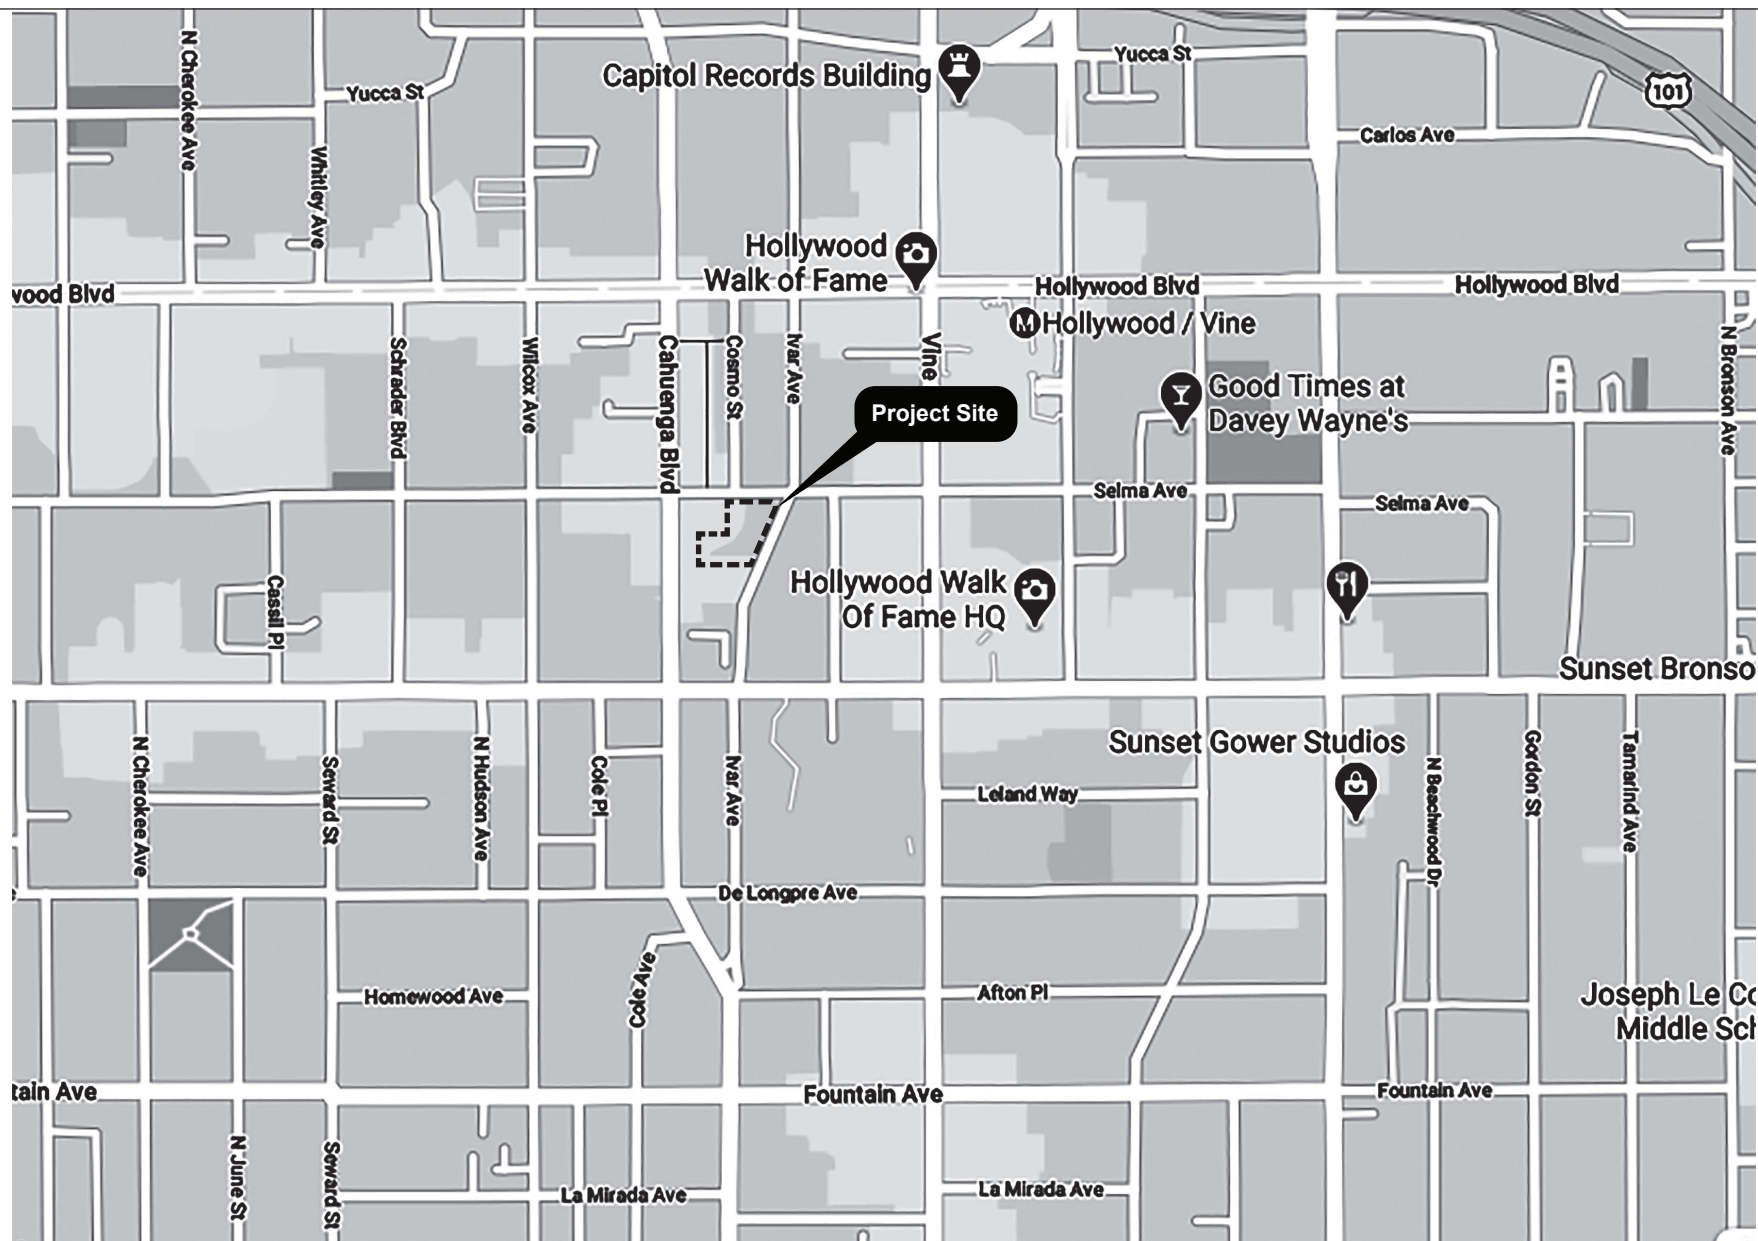 N Cherokee Ave
Yucca St
Whitley Ave
Capitol Records Building
Yucca St
101
Carlos Ave
Hollywood
Walk of Fame
wood Blvd
Hollywood Blvd
Hollywood Blvd
M
Hollywood / Vine
Schrader Blvd
Wilcox Ave
Cahuenga Blvd
Cosmo St
Ivar Ave
Vine
N Bronson Ave
Project Site
Good Times at
Davey Wayne's
Selma Ave
Selma Ave
Cassil Pl
Hollywood Walk
Of Fame HQ
Sunset Bronso
N Cherokee Ave
Seward St
N Hudson Ave
Cole Pl
Ivar Ave
Sunset Gower Studios
Leland Way
N Beachwood Dr
Gordon St
Tamarind Ave
De Longpre Ave
Homewood Ave
Cole Ave
Afton Pl
Joseph Le Co
Middle Sch
tain Ave
Fountain Ave
Fountain Ave
N June St
Seward St
La Mirada Ave
La Mirada Ave